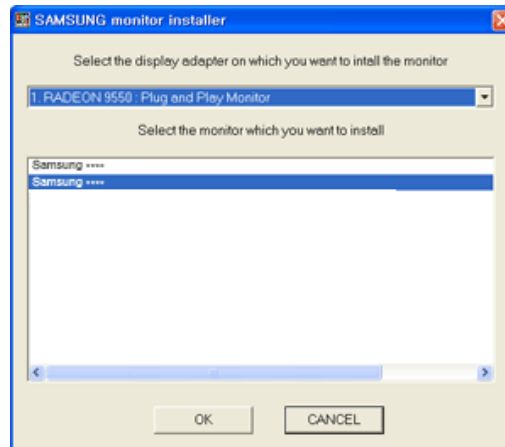 SAMSUNG monitor installer
Select the display adapter on which you want to intall the monitor
1. RADEON 9550 : Plug and Play Monitor
Select the monitor which you want to install
Samsung ****
Samsung ****
OK
CANCEL